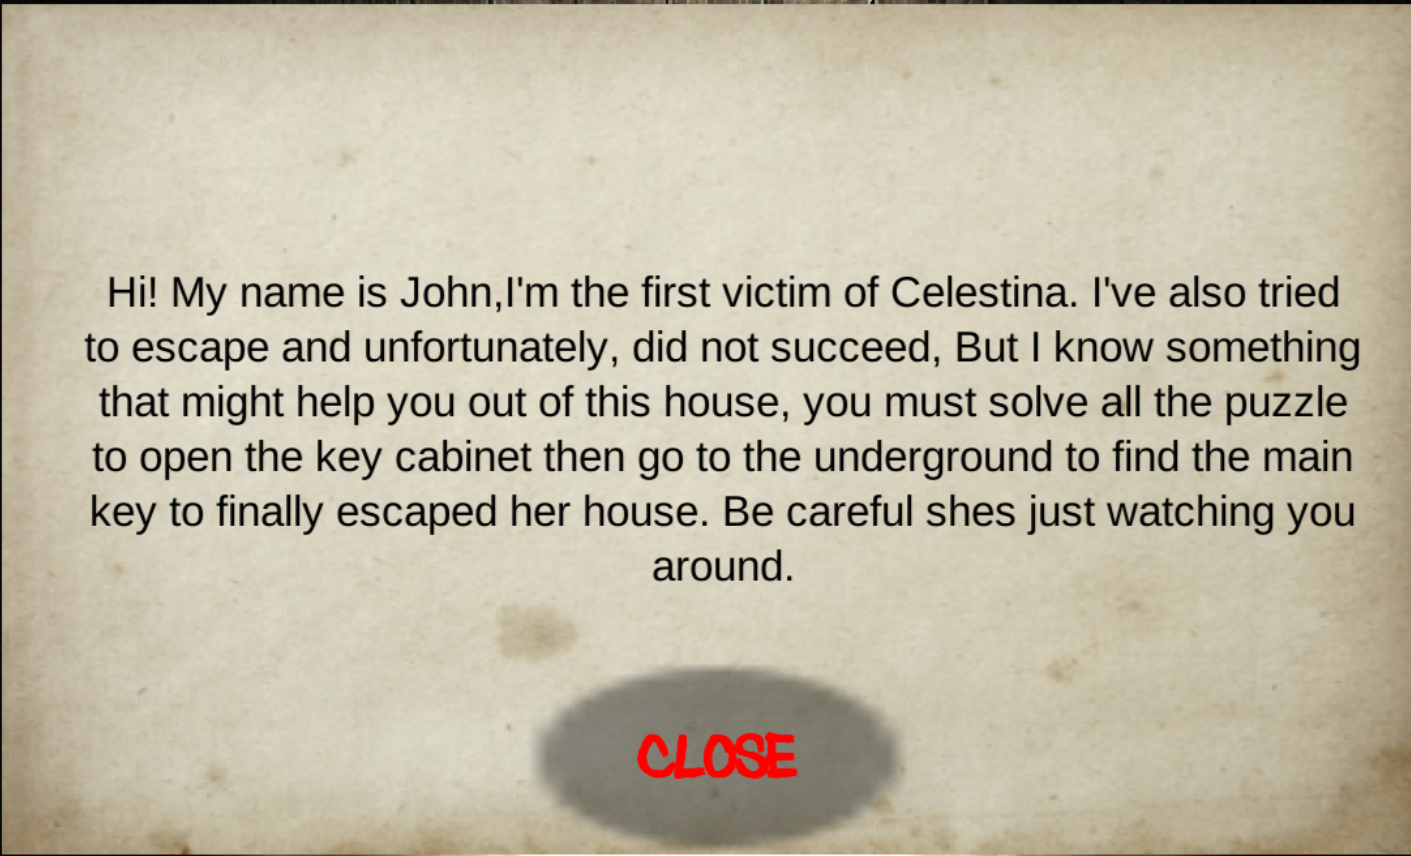 Hi! My name is John,I'm the first victim of Celestina. I've also tried
to escape and unfortunately, did not succeed, But I know something
that might help you out of this house, you must solve all the puzzle
to open the key cabinet then go to the underground to find the main
key to finally escaped her house. Be careful shes just watching you
around.
CLOSE